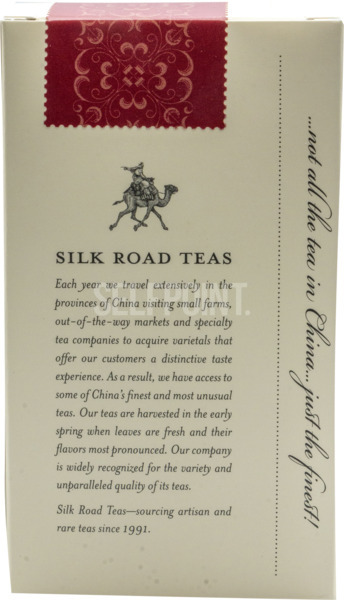 SILK ROAD TEAS
Each year we travel extensively in the
provinces of China visiting small farms,
out-of-the-way markets and specialty
tea companies to acquire varietals that
offer our customers a distinctive taste
experience. As a result, we have access to
some of China's finest and most unusual
teas. Our teas are harvested in the early
spring when leaves are fresh and their
flavors most pronounced. Our company
is widely recognized for the variety and
unparalleled quality of its teas.
Silk Road Teas—sourcing artisan and
rare teas since 1991.
...not all the tea in China...just the finest!
SELFPOINT.